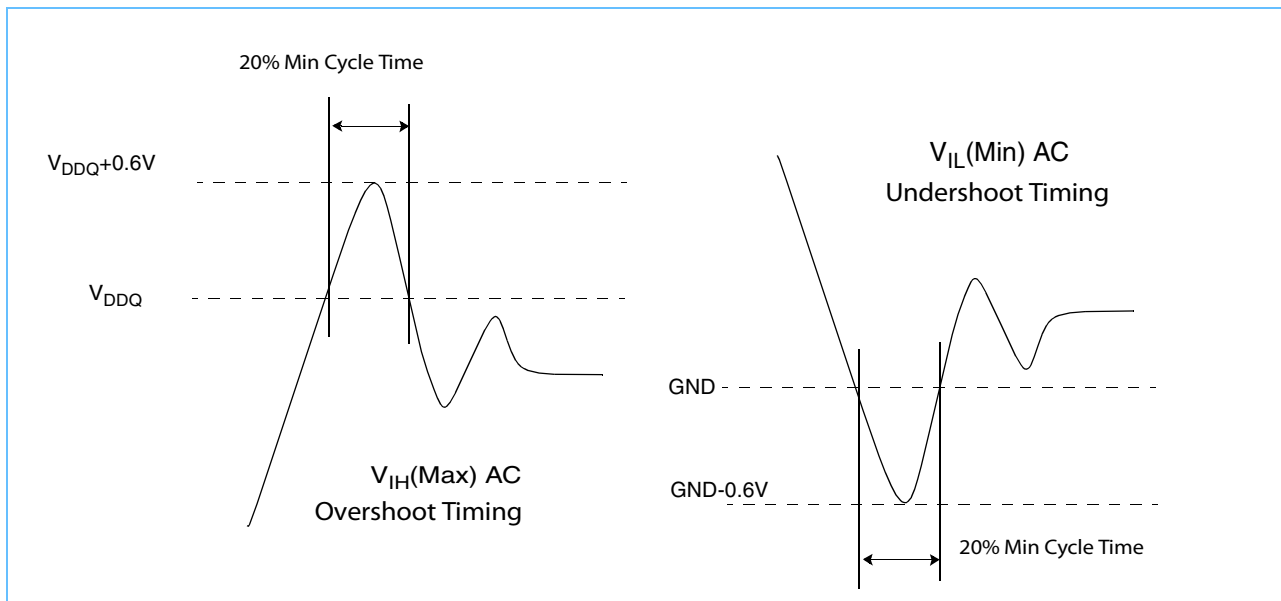 20% Min Cycle Time
VDDQ+0.6V
VDDQ
VIH(Max) AC
Overshoot Timing
VIL(Min) AC
Undershoot Timing
GND
GND-0.6V
20% Min Cycle Time